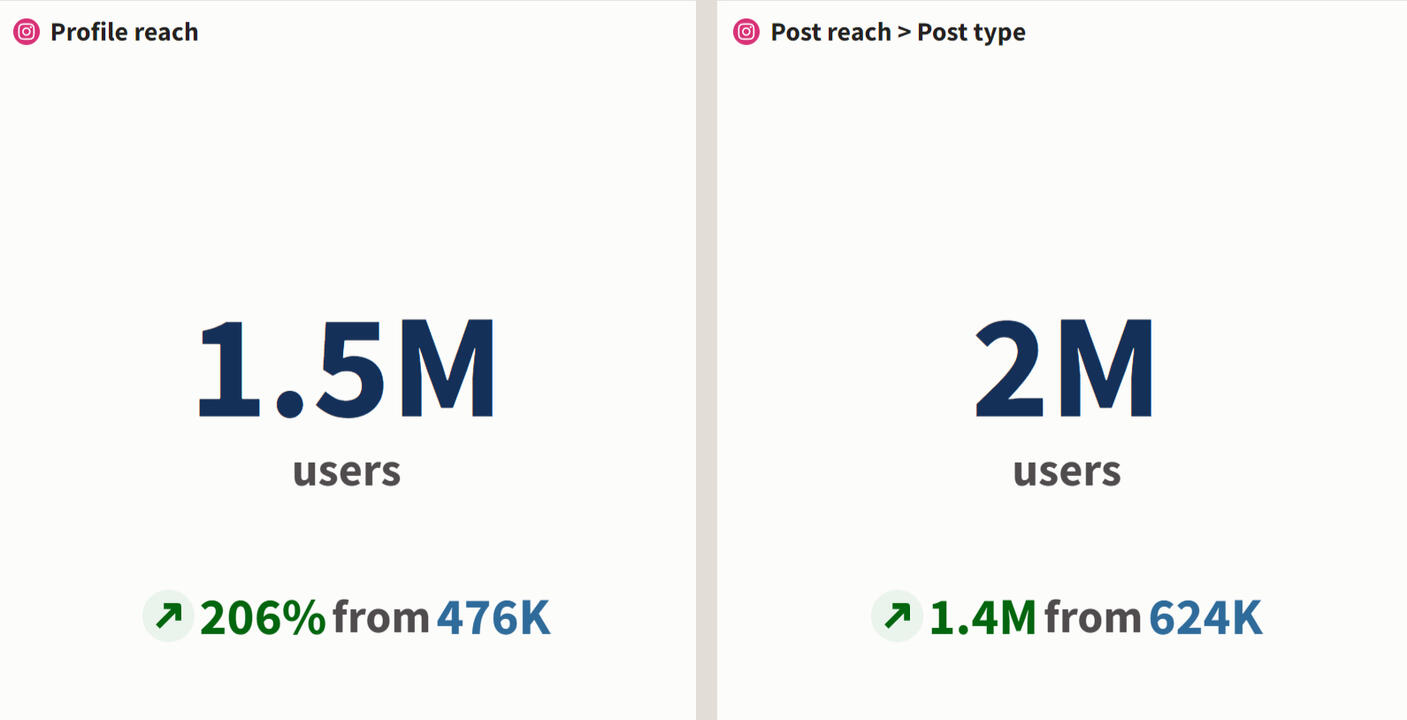 Profile reach
1.5M
users
206% from 476K
Post reach > Post type
2M
users
1.4M from 624K